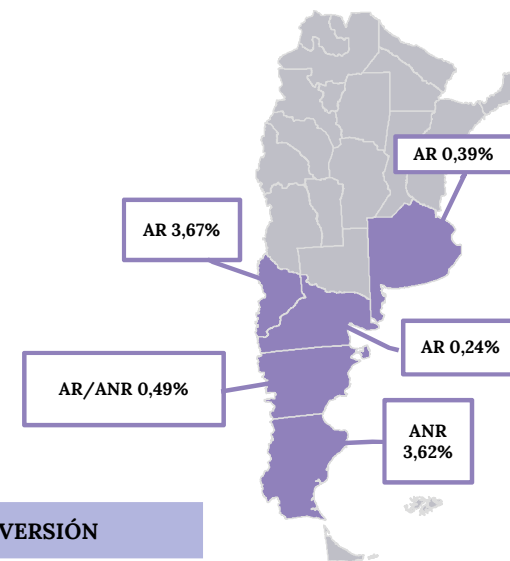 AR 0,39%
AR 3,67%
AR 0,24%
AR/ANR 0,49%
ANR
3,62%
VERSIÓN